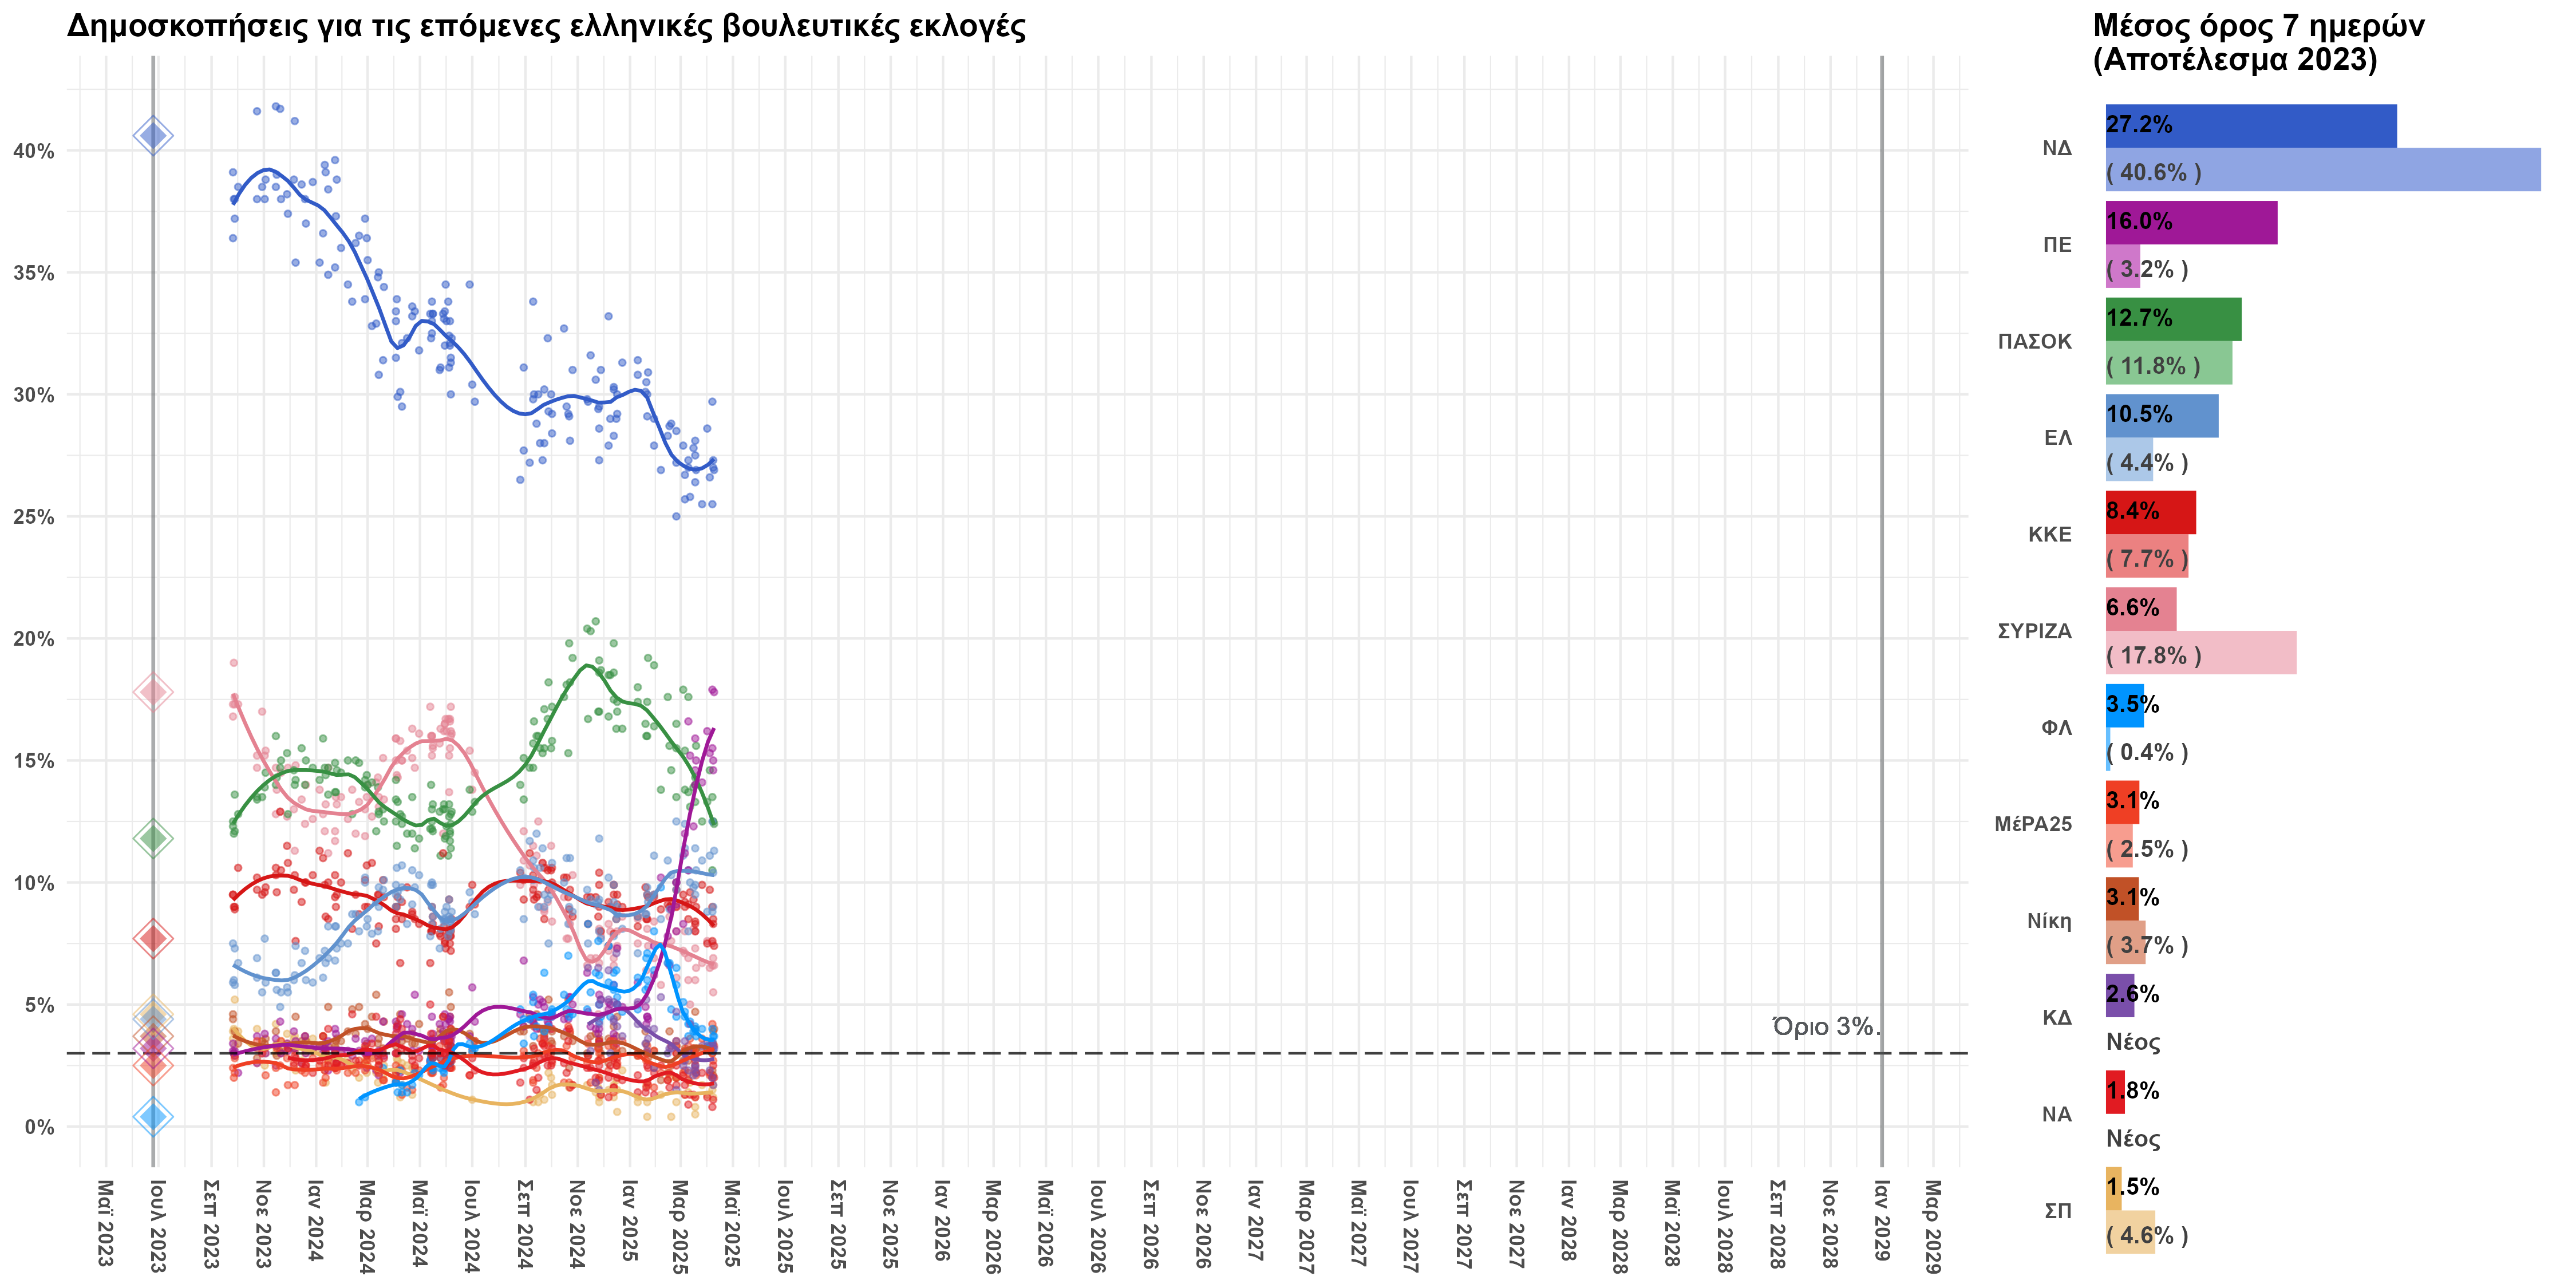 Δημοσκοπήσεις για τις επόμενες ελληνικές βουλευτικές εκλογές
40%
35%
30%
25%
20%
15%
10%
5%
0%
Όριο 3%.
Μαϊ 2023
Ιουλ 2023
Σεπ 2023
Νοε 2023
Ιαν 2024
Μαρ 2024
Μαϊ 2024
Ιουλ 2024
Σεπ 2024
Νοε 2024
Ιαν 2025
Μαρ 2025
Μαϊ 2025
Ιουλ 2025
Σεπ 2025
Νοε 2025
Ιαν 2026
Μαρ 2026
Μαϊ 2026
Ιουλ 2026
Σεπ 2026
Νοε 2026
Ιαν 2027
Μαρ 2027
Μαϊ 2027
Ιουλ 2027
Σεπ 2027
Νοε 2027
Ιαν 2028
Μαρ 2028
Μαϊ 2028
Ιουλ 2028
Σεπ 2028
Νοε 2028
Ιαν 2029
Μαρ 2029
Μέσος όρος 7 ημερών
(Αποτέλεσμα 2023)
ΝΔ
27.2%
( 40.6% )
ΠΕ
16.0%
( 3.2% )
ΠΑΣΟΚ
12.7%
( 11.8% )
ΕΛ
10.5%
( 4.4% )
ΚΚΕ
8.4%
( 7.7% )
ΣΥΡΙΖΑ
6.6%
( 17.8% )
ΦΛ
3.5%
( 0.4% )
ΜέΡΑ25
3.1%
( 2.5% )
Νίκη
3.1%
( 3.7% )
ΚΔ
2.6%
Νέος
ΝΑ
1.8%
Νέος
ΣΠ
1.5%
( 4.6% )